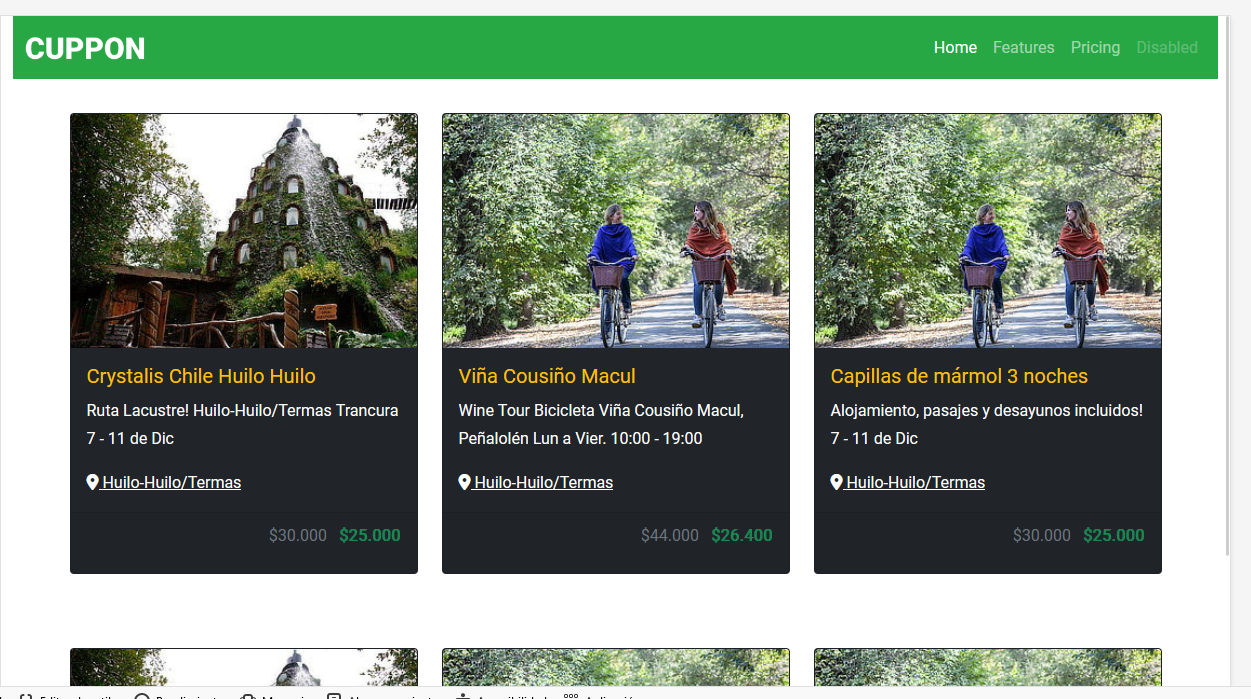 CUPPON
Home Features Pricing Disabled
Crystalis Chile Huilo Huilo
Ruta Lacustre! Huilo-Huilo/Termas Trancura
7 - 11 de Dic
Huilo-Huilo/Termas
$30.000 $25.000
Viña Cousiño Macul
Wine Tour Bicicleta Viña Cousiño Macul,
Peñalolén Lun a Vier. 10:00 - 19:00
Huilo-Huilo/Termas
$44.000 $26.400
Capillas de mármol 3 noches
Alojamiento, pasajes y desayunos incluidos!
7 - 11 de Dic
Huilo-Huilo/Termas
$30.000 $25.000